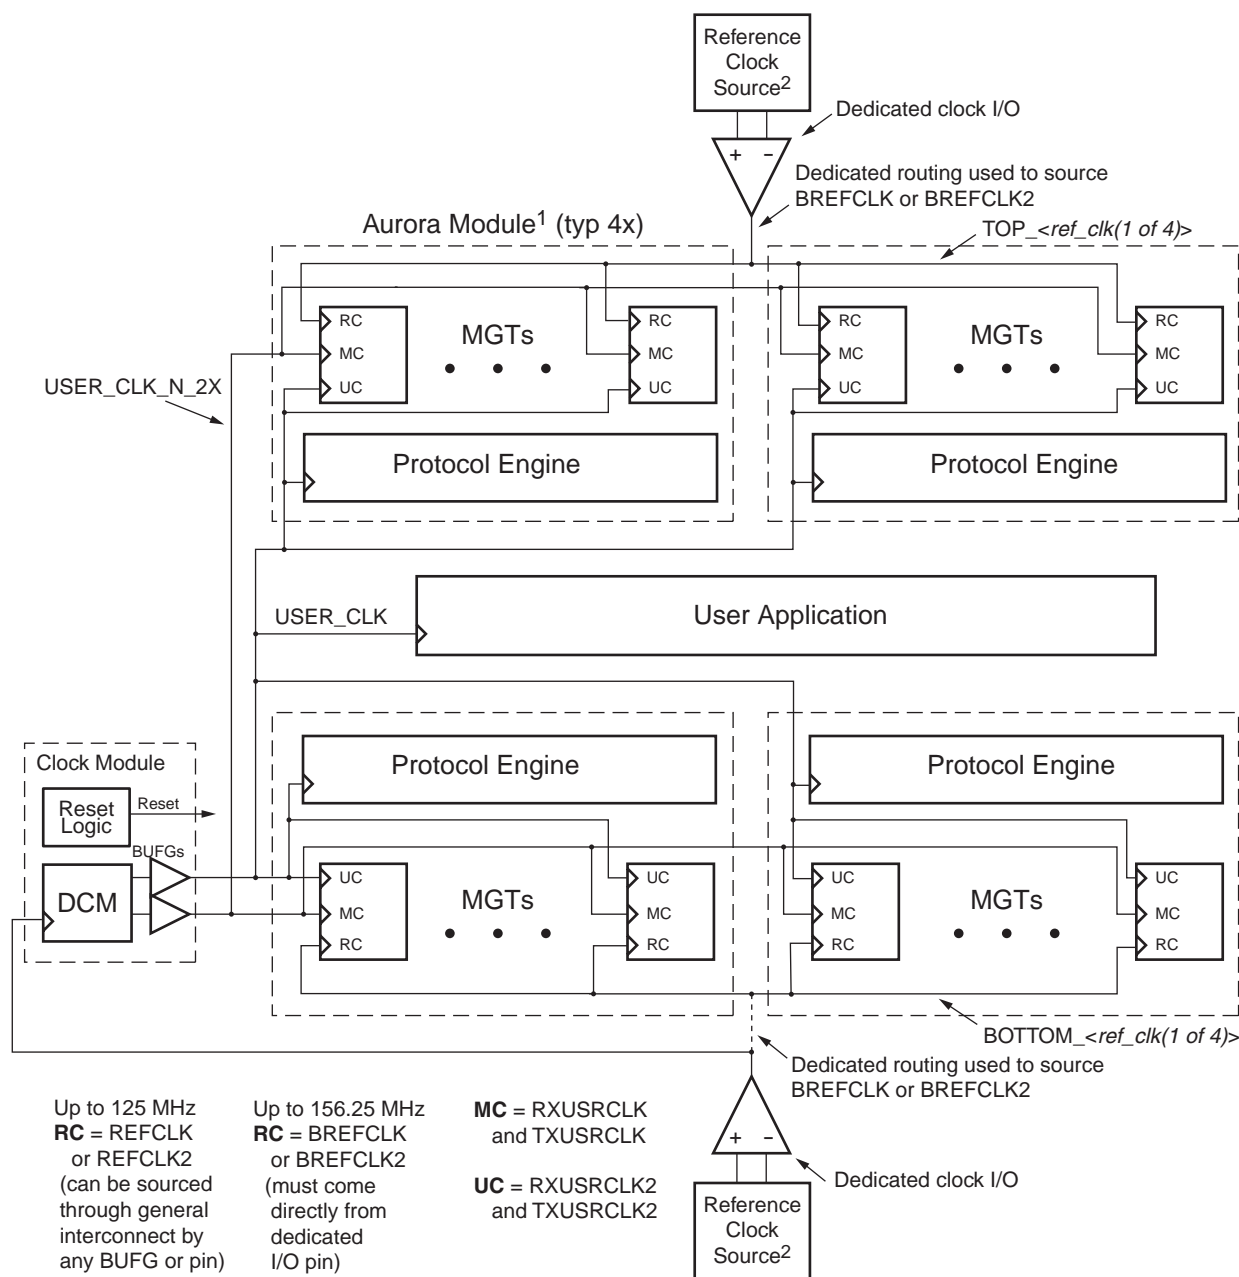 Reference
Clock
Source2
Dedicated clock I/O
+ −
Dedicated routing used to source
BREFCLK or BREFCLK2
Aurora Module1 (typ 4x)
TOP_<ref_clk(1 of 4)>
RC
MC
UC
MGTs
RC
MC
UC
RC
MC
UC
MGTs
RC
MC
UC
USER_CLK_N_2X
Protocol Engine
Protocol Engine
USER_CLK
User Application
Clock Module
Reset
Logic
Reset
BUFGs
DCM
Protocol Engine
Protocol Engine
UC
MC
RC
MGTs
UC
MC
RC
UC
MC
RC
MGTs
UC
MC
RC
BOTTOM_<ref_clk(1 of 4)>
Dedicated routing used to source
BREFCLK or BREFCLK2
Up to 125 MHz
RC = REFCLK
or REFCLK2
(can be sourced
through general
interconnect by
any BUFG or pin)
Up to 156.25 MHz
RC = BREFCLK
or BREFCLK2
(must come
directly from
dedicated
I/O pin)
MC = RXUSRCLK
and TXUSRCLK
UC = RXUSRCLK2
and TXUSRCLK2
+ −
Dedicated clock I/O
Reference
Clock
Source2